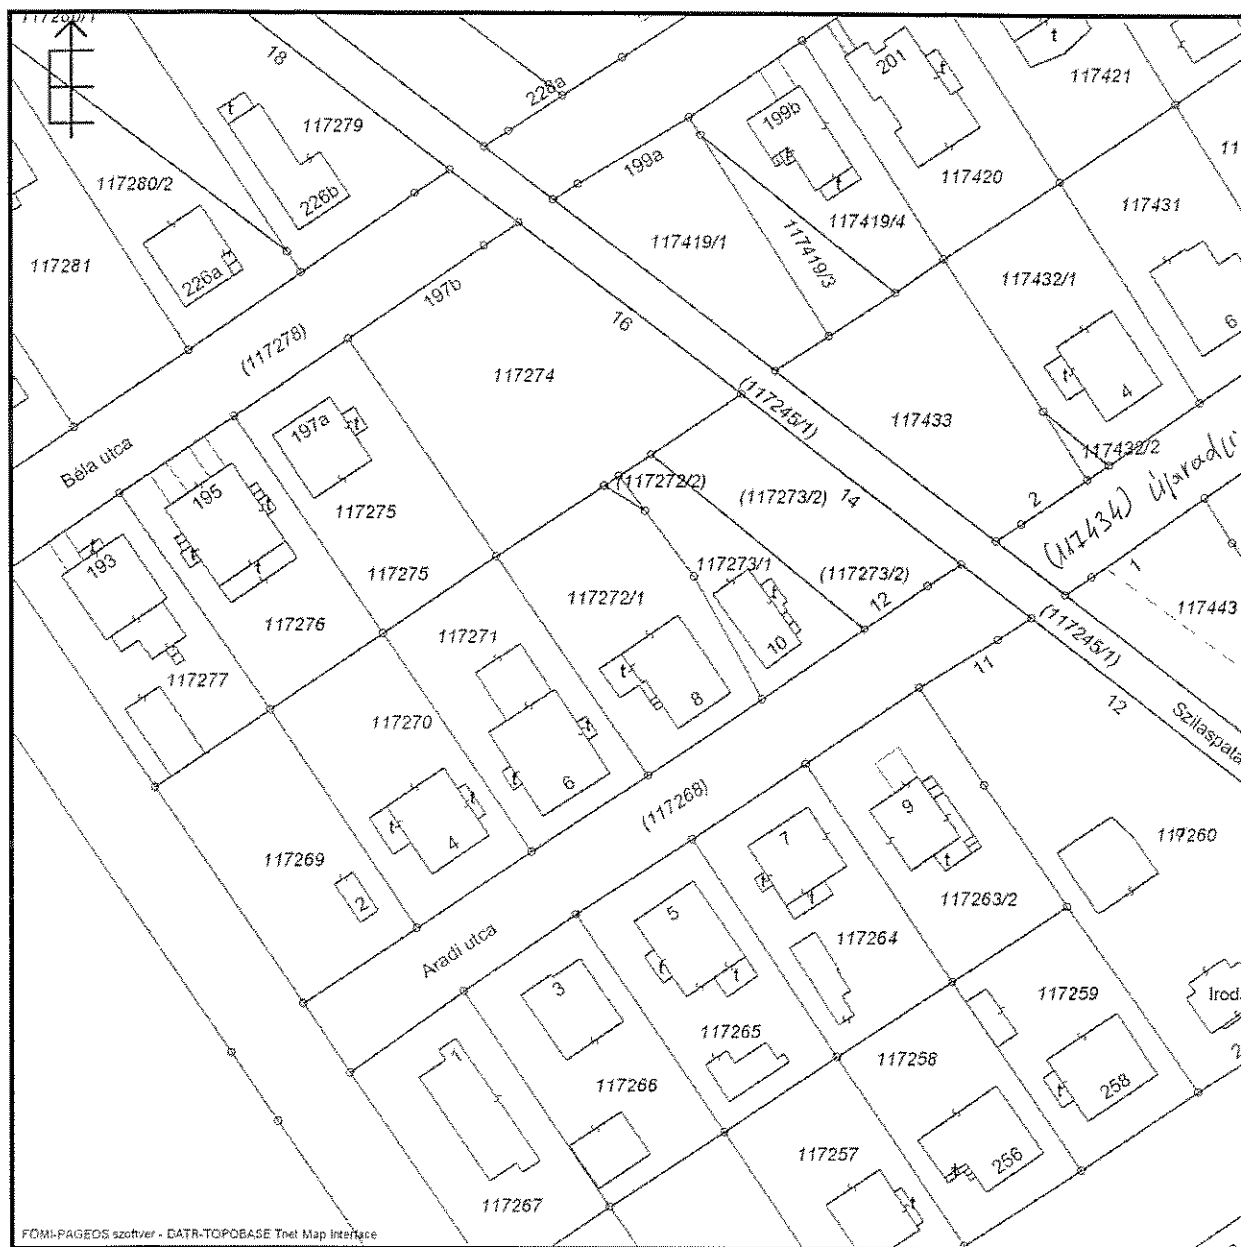 117280/1
18
228a
201
t
t
117421
199b
t
t
117279
226b
117280/2
199a
117420
117431
117419/4
117419/1
117419/3
117281
226a
197b
117432/1
16
6
(117278)
117274
t
4
(117245/1)
117433
197a
t
Béla utca
117432/2
(117272/2)
195
(117273/2)
14
2
(117434) Újaradi
117275
t
193
t
117275
117273/1
(117273/2)
1
117272/1
12
t
10
117443
117276
117271
(117245/1)
117277
t
8
11
12
Szilaspata
117270
t
t
6
(117268)
t
t
4
7
9
117260
t
t
t
117269
2
5
117263/2
117264
Aradi utca
t
t
3
117259
Irod.
117265
1
117258
2
117266
t
258
117257
256
t
117267
t
FÖMI-PAGEOS szoftver - DATR-TOPOBASE Tnet Map Interface